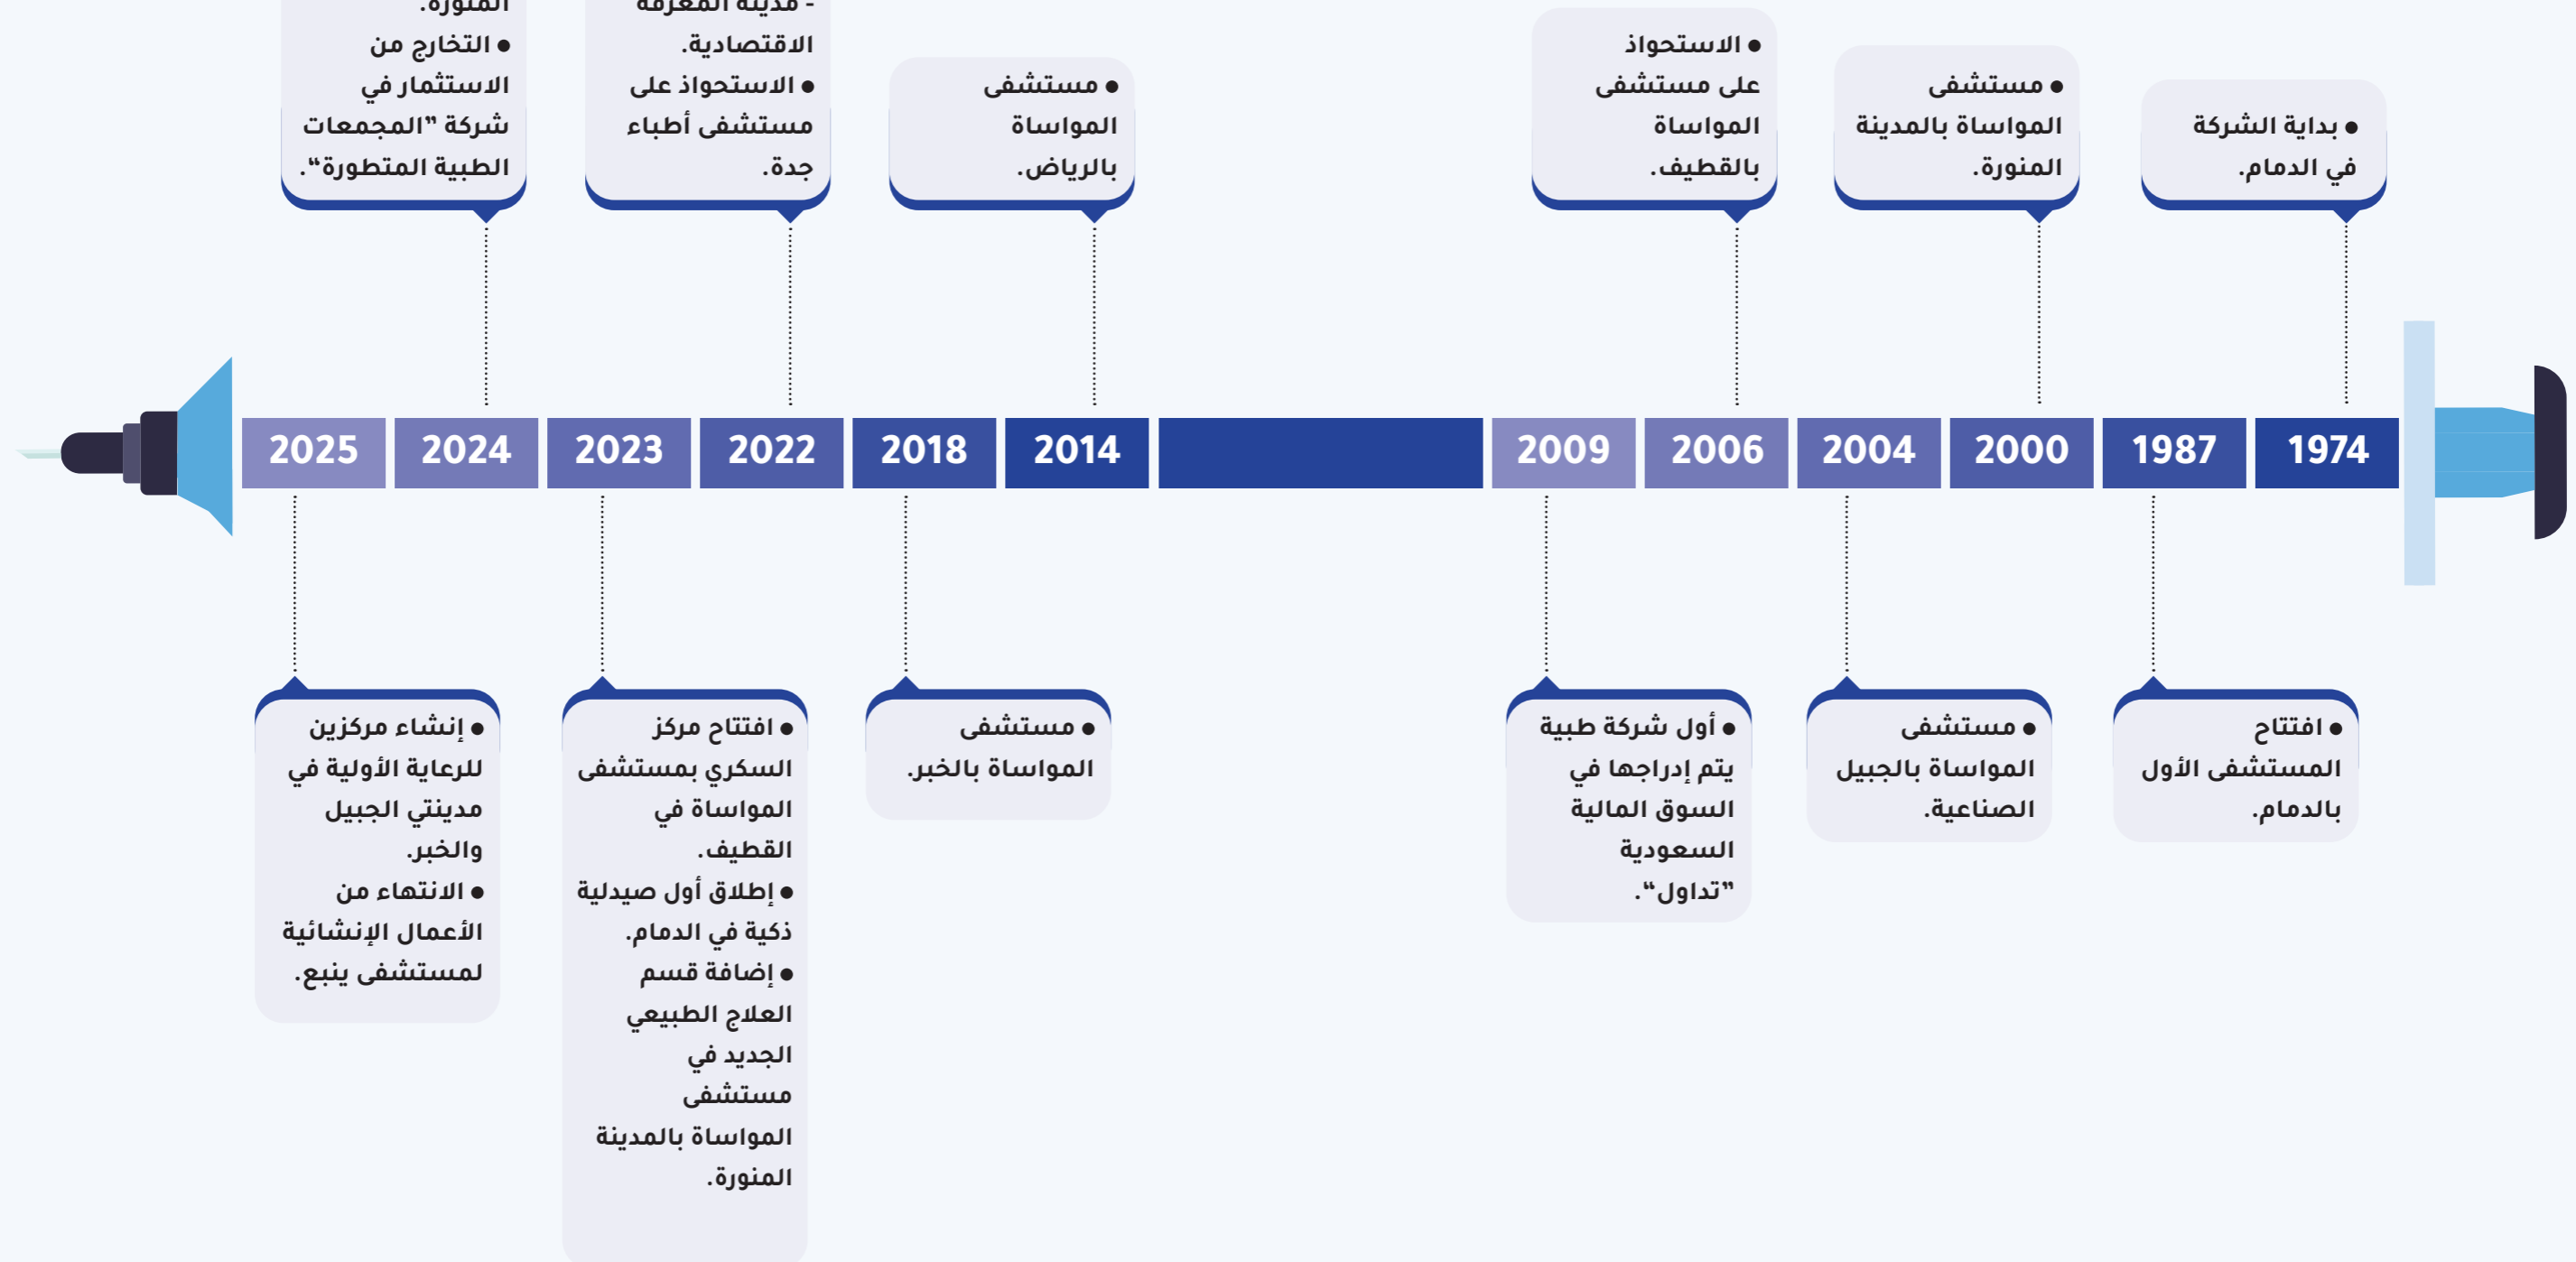 المنورة.
● التخارج من
الاستثمار في
شركة ”المجمعات
الطبية المتطورة“.
- مدينة المعرفة
الاقتصادية.
● الاستحواذ على
مستشفى أطباء
جدة.
● مستشفى
المواساة
بالرياض.
● الاستحواذ
على مستشفى
المواساة
بالقطيف.
● مستشفى
المواساة بالمدينة
المنورة.
● بداية الشركة
في الدمام.
2025 2024 2023 2022 2018 2014 2009 2006 2004 2000 1987 1974
● إنشاء مركزين
للرعاية الأولية في
مدينتي الجبيل
والخبر.
● الانتهاء من
الأعمال الإنشائية
لمستشفى ينبع.
● افتتاح مركز
السكري بمستشفى
المواساة في
القطيف.
● إطلاق أول صيدلية
ذكية في الدمام.
● إضافة قسم
العلاج الطبيعي
الجديد في
مستشفى
المواساة بالمدينة
المنورة.
● مستشفى
المواساة بالخبر.
● أول شركة طبية
يتم إدراجها في
السوق المالية
السعودية
”تداول“.
● مستشفى
المواساة بالجبيل
الصناعية.
● افتتاح
المستشفى الأول
بالدمام.